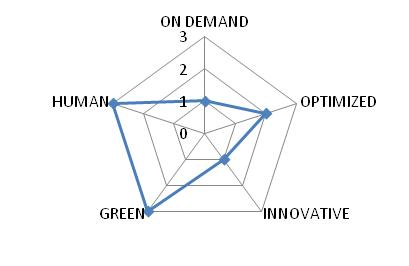 ON DEMAND
3
2
HUMAN
1
OPTIMIZED
0
GREEN
INNOVATIVE